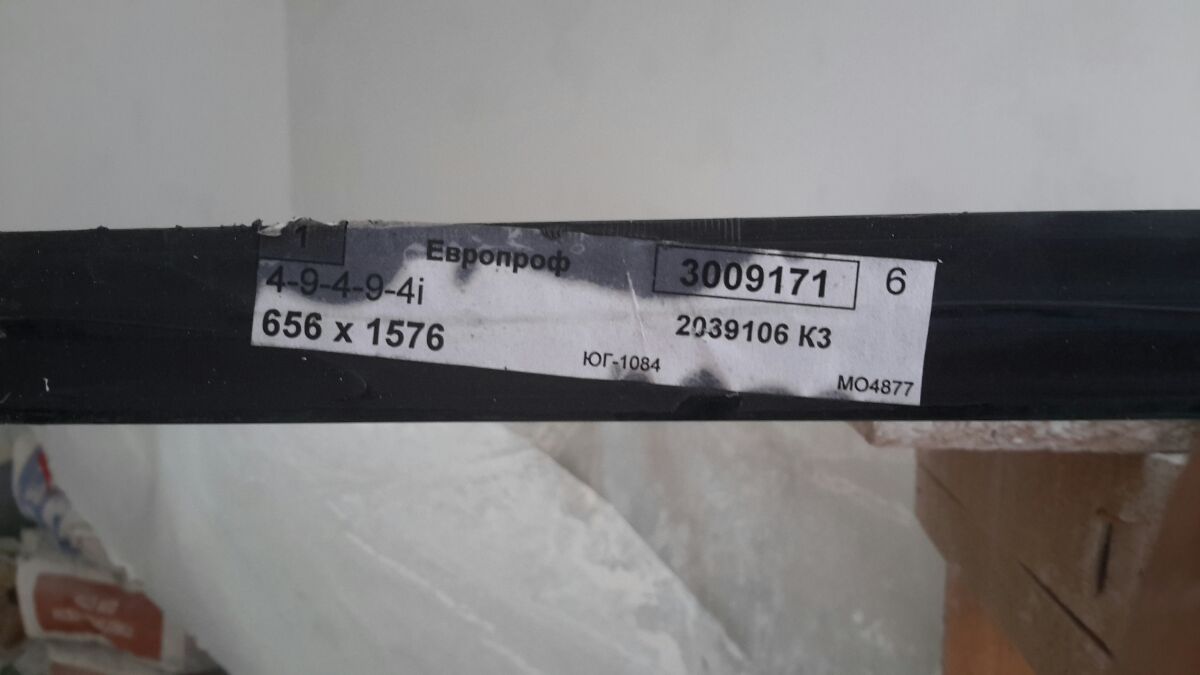 1
Европроф
3009171
6
4-9-4-9-4i
656 x 1576
2039106 К3
ЮГ-1084
МО4877